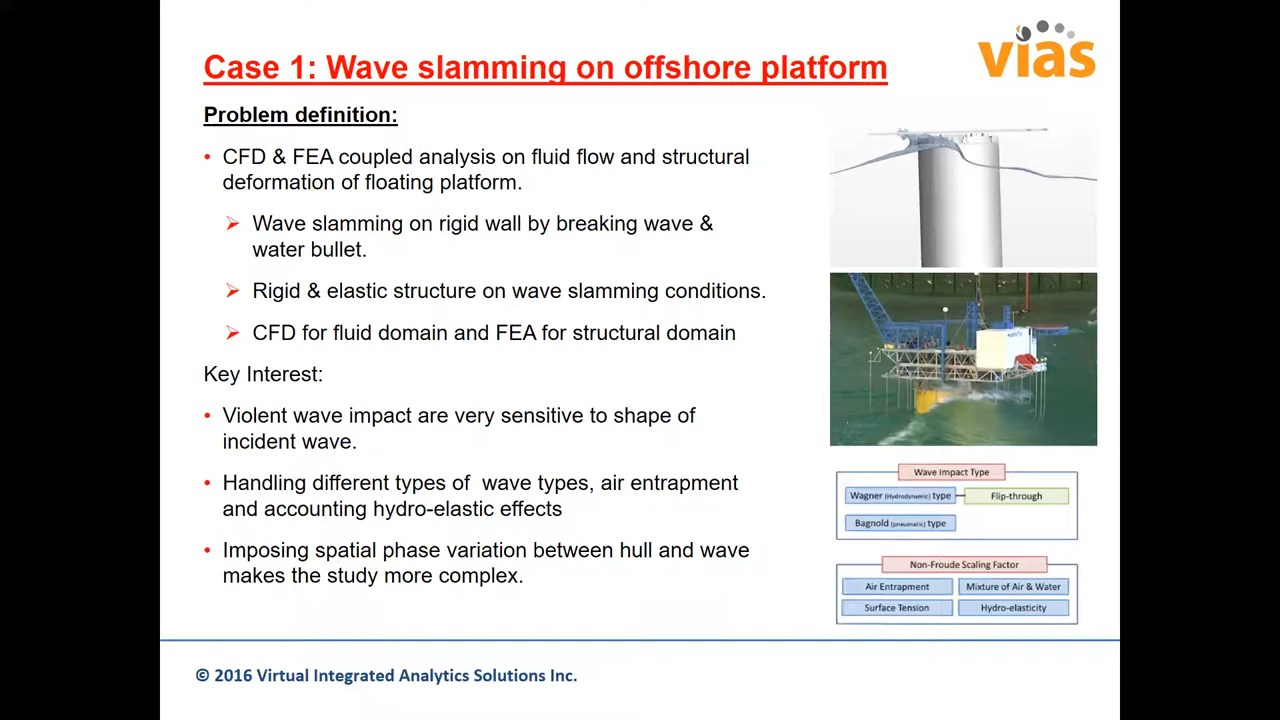 Case 1: Wave slamming on offshore platform
vias
Problem definition:
• CFD & FEA coupled analysis on fluid flow and structural
deformation of floating platform.
➢ Wave slamming on rigid wall by breaking wave &
water bullet.
➢ Rigid & elastic structure on wave slamming conditions.
➢ CFD for fluid domain and FEA for structural domain
Key Interest:
• Violent wave impact are very sensitive to shape of
incident wave.
• Handling different types of  wave types, air entrapment
and accounting hydro-elastic effects
• Imposing spatial phase variation between hull and wave
makes the study more complex.
Wave Impact Type
Wagner (Hydrodynamic) type
Flip-through
Bagnold (pneumatic) type
Non-Froude Scaling Factor
Air Entrapment
Mixture of Air & Water
Surface Tension
Hydro-elasticity
© 2016 Virtual Integrated Analytics Solutions Inc.